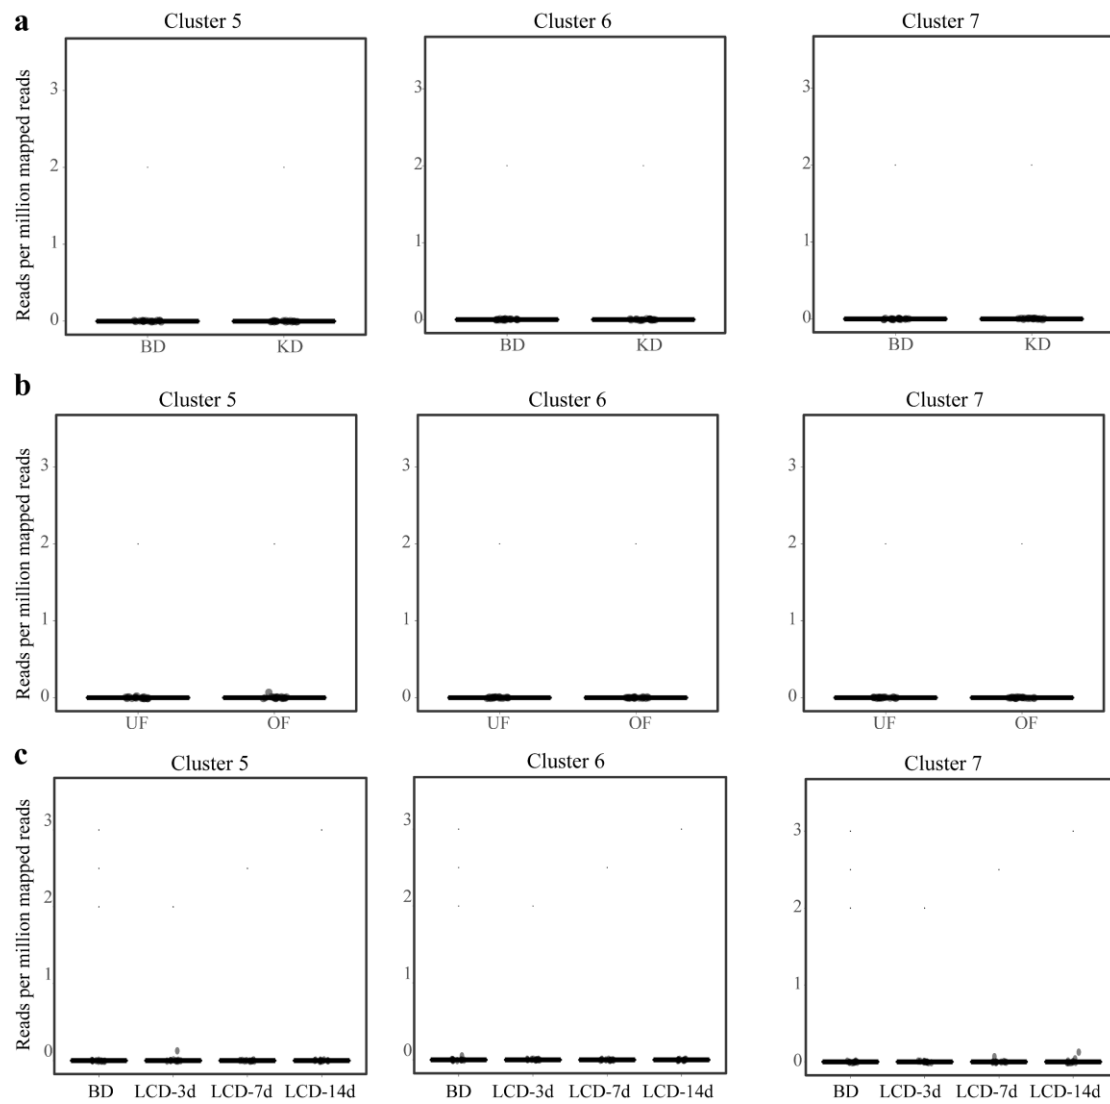 a
Cluster 5
Cluster 6
Cluster 7
Reads per million mapped reads
3
2
1
0
BD KD
3
2
1
0
BD KD
3
2
1
0
BD KD
b
Cluster 5
Cluster 6
Cluster 7
Reads per million mapped reads
3
2
1
0
UF OF
3
2
1
0
UF OF
3
2
1
0
UF OF
c
Cluster 5
Cluster 6
Cluster 7
Reads per million mapped reads
3
2
1
0
BD LCD-3d LCD-7d LCD-14d
3
2
1
0
BD LCD-3d LCD-7d LCD-14d
3
2
1
0
BD LCD-3d LCD-7d LCD-14d